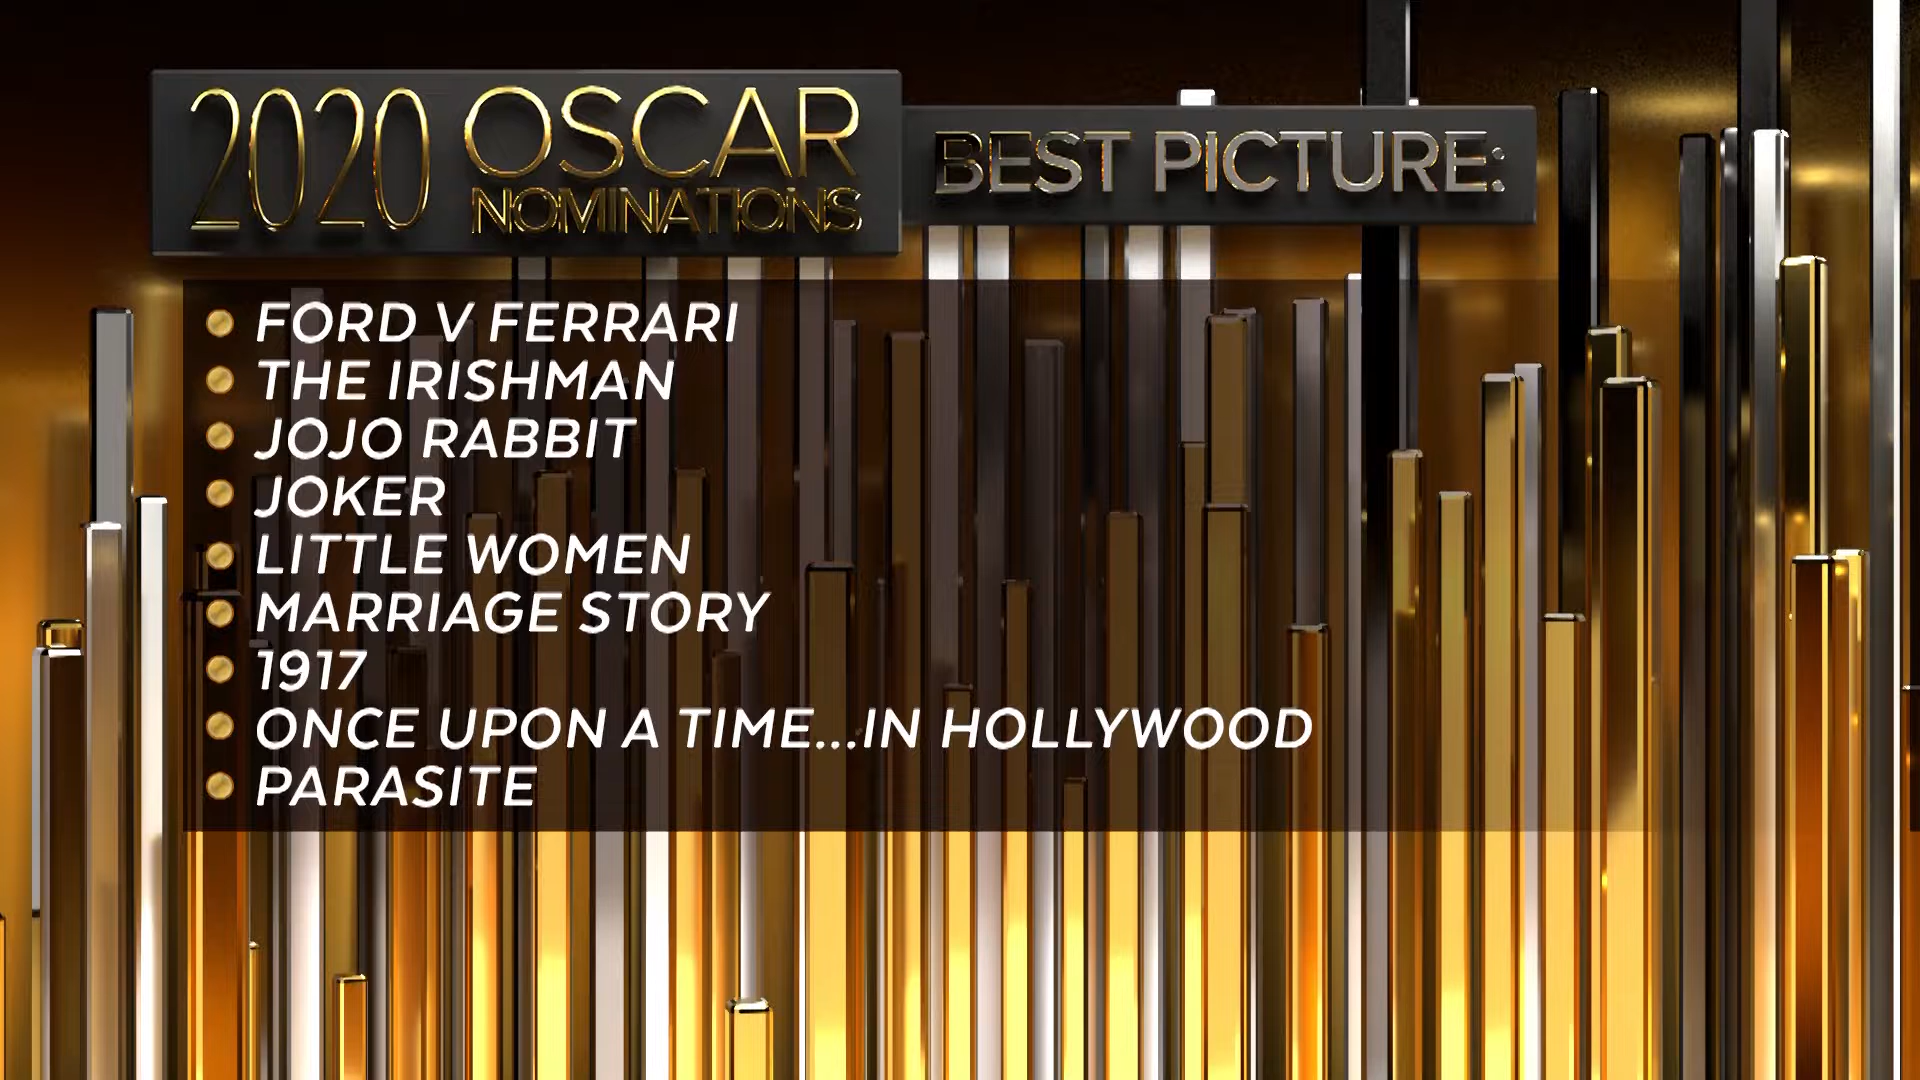 2020 OSCAR NOMINATIONS
BEST PICTURE:
FORD V FERRARI
THE IRISHMAN
JOJO RABBIT
JOKER
LITTLE WOMEN
MARRIAGE STORY
1917
ONCE UPON A TIME...IN HOLLYWOOD
PARASITE